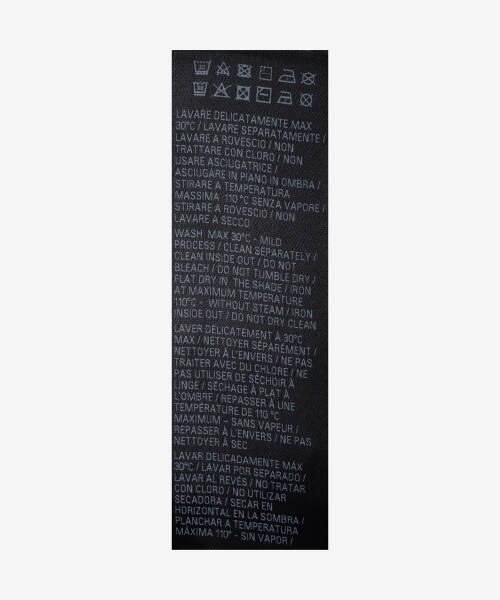 LAVARE DELICATAMENTE MAX
30°C / LAVARE SEPARATAMENTE /
LAVARE A ROVESCIO / NON
TRATTARE CON CLORO / NON
USARE ASCIUGATRICE /
ASCIUGARE IN PIANO IN OMBRA /
STIRARE A TEMPERATURA
MASSIMA 110 °C SENZA VAPORE /
STIRARE A ROVESCIO / NON
LAVARE A SECCO
WASH MAX 30°C - MILD
PROCESS / CLEAN SEPARATELY /
CLEAN INSIDE OUT / DO NOT
BLEACH / DO NOT TUMBLE DRY /
FLAT DRY IN THE SHADE / IRON
AT MAXIMUM TEMPERATURE
110°C - WITHOUT STEAM / IRON
INSIDE OUT / DO NOT DRY CLEAN
LAVER DÉLICATEMENT À 30°C
MAX / NETTOYER SÉPARÉMENT /
NETTOYER À L'ENVERS / NE PAS
TRAITER AVEC DU CHLORE / NE
PAS UTILISER DE SÉCHOIR À
LINGE / SÉCHAGE À PLAT À
L'OMBRE / REPASSER À UNE
TEMPÉRATURE DE 110 °C
MAXIMUM - SANS VAPEUR /
REPASSER À L'ENVERS / NE PAS
NETTOYER À SEC
LAVAR DELICADAMENTE MÁX
30°C / LAVAR POR SEPARADO /
LAVAR AL REVÉS / NO TRATAR
CON CLORO / NO UTILIZAR
SECADORA / SECAR EN
HORIZONTAL EN LA SOMBRA /
PLANCHAR A TEMPERATURA
MÁXIMA 110° - SIN VAPOR /